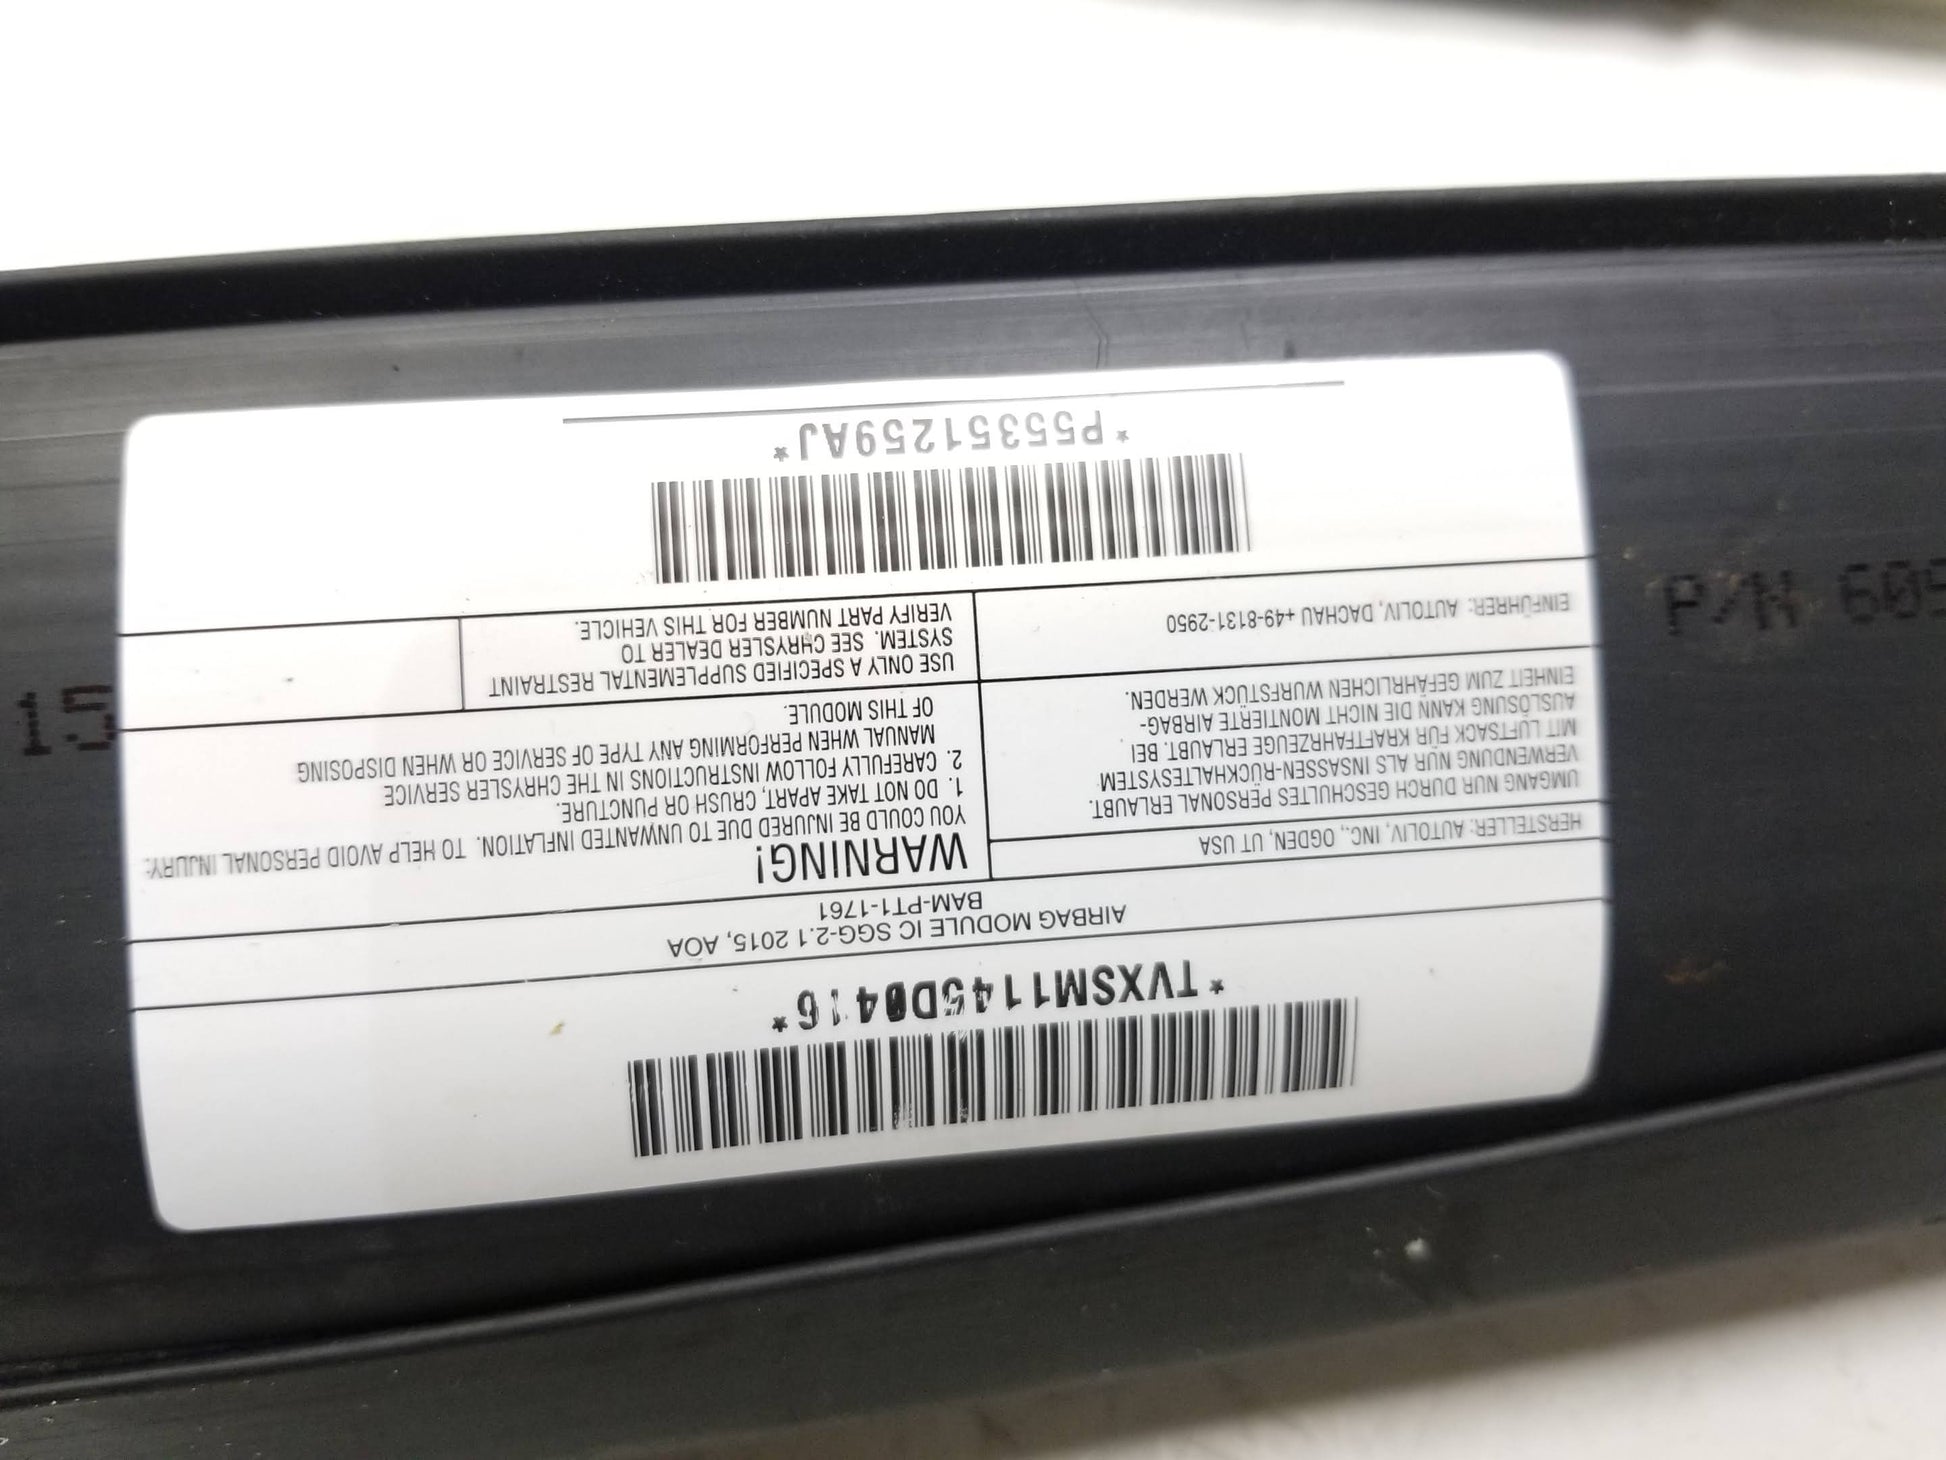 *TVXSM1145D0416*
AIRBAG MODULE IC SGG-2.1 2015, AOA
BAM-PT1-1761
HERSTELLER: AUTOLIV, INC., OGDEN, UT USA
UMGANG NUR DURCH GESCHULTES PERSONAL ERLAUBT.
VERWENDUNG NUR ALS INSASSEN-RÜCKHALTESYSTEM
MIT LUFTSACK FÜR KRAFTFAHRZEUGE ERLAUBT. BEI
AUSLÖSUNG KANN DIE NICHT MONTIERTE AIRBAG-
EINHEIT ZUM GEFÄHRLICHEN WURFSTÜCK WERDEN.
EINFÜHRER: AUTOLIV, DACHAU +49-8131-2950
WARNING!
YOU COULD BE INJURED DUE TO UNWANTED INFLATION. TO HELP AVOID PERSONAL INJURY:
1. DO NOT TAKE APART, CRUSH OR PUNCTURE.
2. CAREFULLY FOLLOW INSTRUCTIONS IN THE CHRYSLER SERVICE
MANUAL WHEN PERFORMING ANY TYPE OF SERVICE OR WHEN DISPOSING
OF THIS MODULE.
USE ONLY A SPECIFIED SUPPLEMENTAL RESTRAINT
SYSTEM. SEE CHRYSLER DEALER TO
VERIFY PART NUMBER FOR THIS VEHICLE.
*P55351259AJ*
15
P/N 609